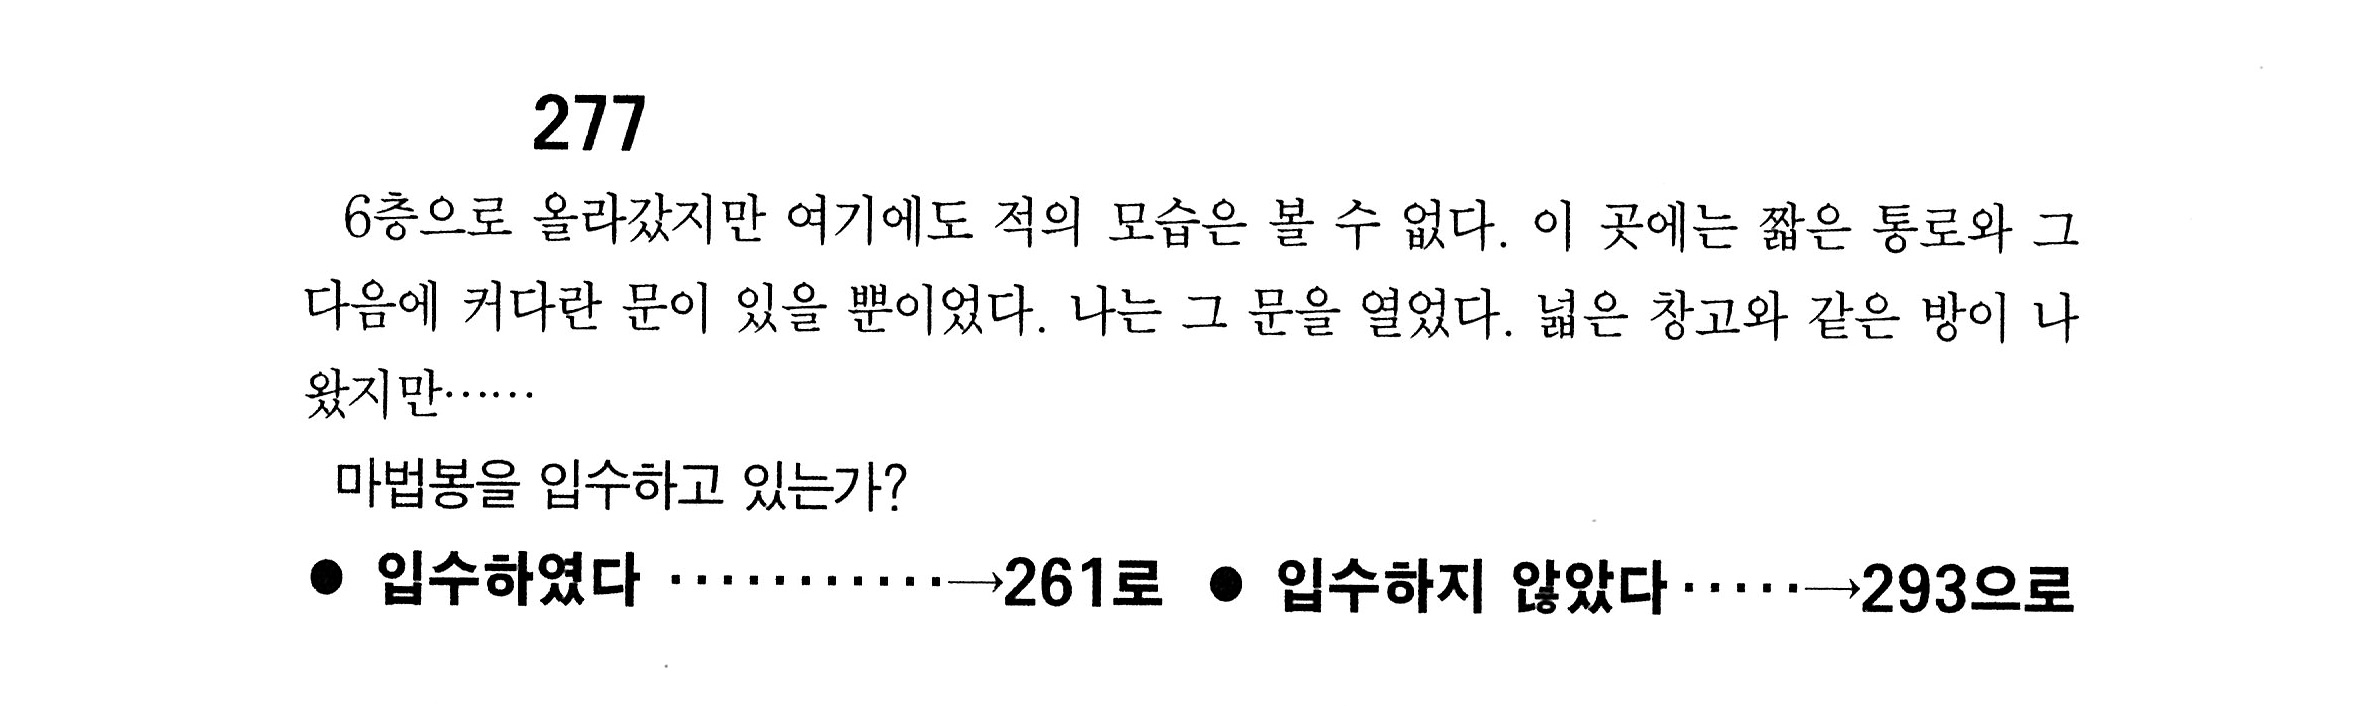 277
6층으로 올라갔지만 여기에도 적의 모습은 볼 수 없다. 이 곳에는 짧은 통로와 그
다음에 커다란 문이 있을 뿐이었다. 나는 그 문을 열었다. 넓은 창고와 같은 방이 나
왔지만……
마법봉을 입수하고 있는가?
● 입수하였다 ···········→261로 ● 입수하지 않았다·····→293으로